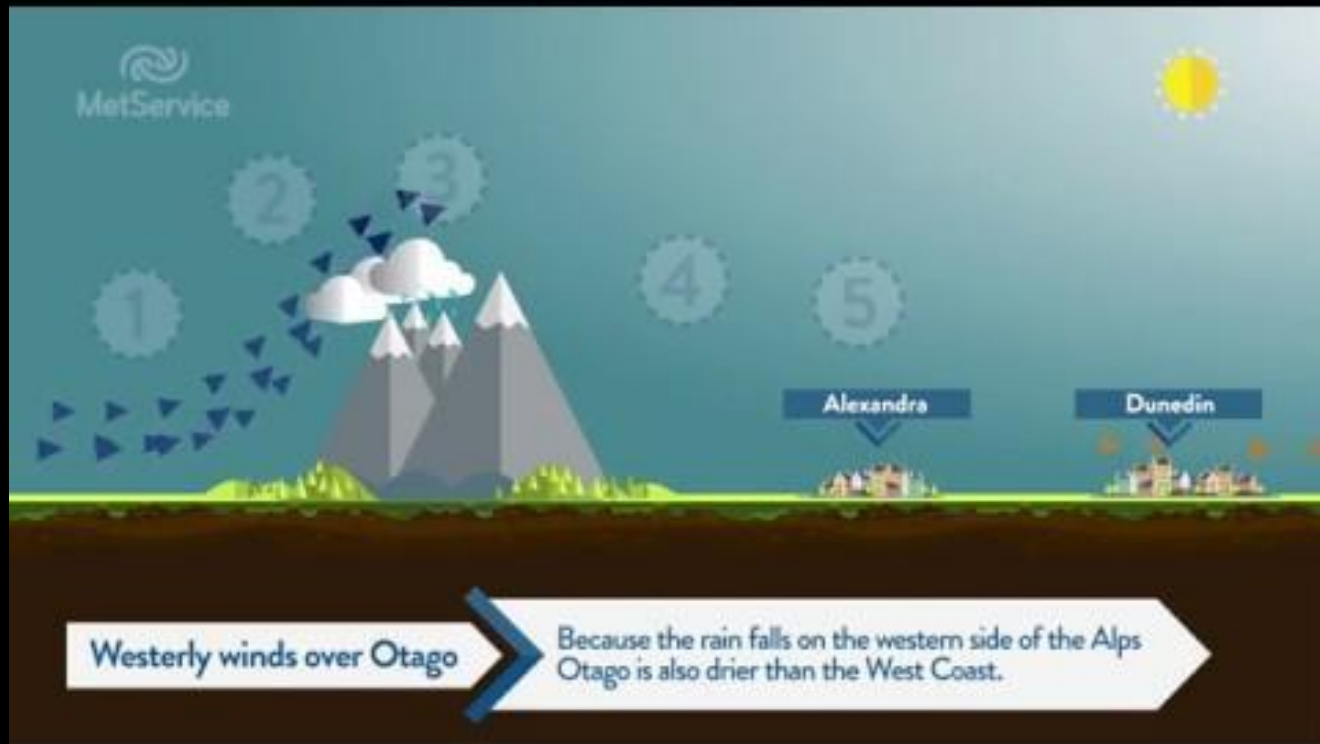 MetService
3
2
1
4
5
Alexandra
Dunedin
Westerly winds over Otago
Because the rain falls on the western side of the Alps
Otago is also drier than the West Coast.